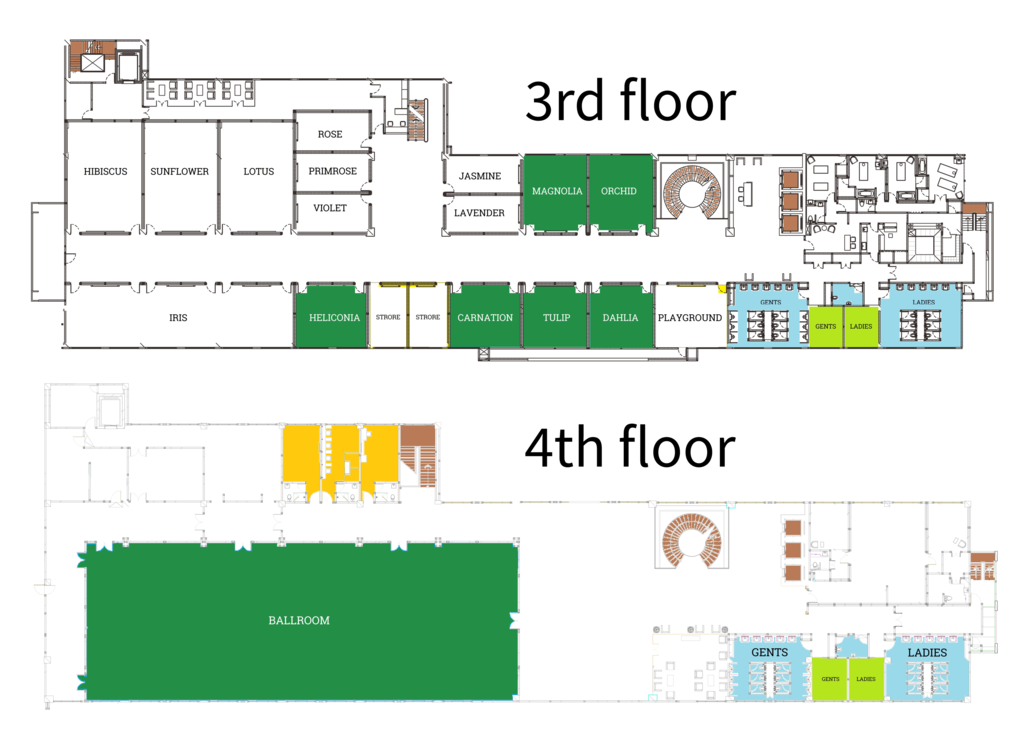 3rd floor
ROSE
HIBISCUS
SUNFLOWER
LOTUS
PRIMROSE
JASMINE
MAGNOLIA
ORCHID
VIOLET
LAVENDER
GENTS
LADIES
IRIS
HELICONIA
STRORE
STRORE
CARNATION
TULIP
DAHLIA
PLAYGROUND
GENTS
LADIES
4th floor
BALLROOM
GENTS
LADIES
GENTS
LADIES